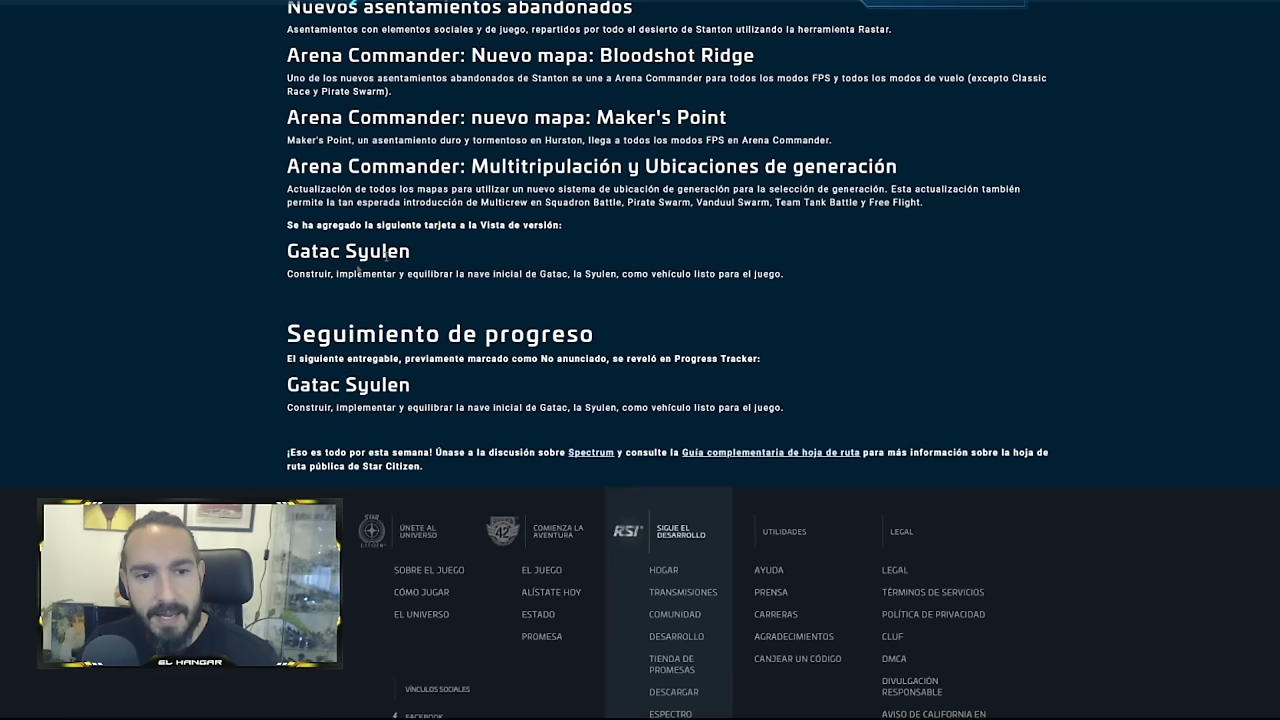 Nuevos asentamientos abandonados
Asentamientos con elementos sociales y de juego, repartidos por todo el desierto de Stanton utilizando la herramienta Rastar.
Arena Commander: Nuevo mapa: Bloodshot Ridge
Uno de los nuevos asentamientos abandonados de Stanton se une a Arena Commander para todos los modos FPS y todos los modos de vuelo (excepto Classic
Race y Pirate Swarm).
Arena Commander: nuevo mapa: Maker's Point
Maker's Point, un asentamiento duro y tormentoso en Hurston, llega a todos los modos FPS en Arena Commander.
Arena Commander: Multitripulación y Ubicaciones de generación
Actualización de todos los mapas para utilizar un nuevo sistema de ubicación de generación para la selección de generación. Esta actualización también
permite la tan esperada introducción de Multicrew en Squadron Battle, Pirate Swarm, Vanduul Swarm, Team Tank Battle y Free Flight.
Se ha agregado la siguiente tarjeta a la Vista de versión:
Gatac Syulen
Construir, implementar y equilibrar la nave inicial de Gatac, la Syulen, como vehículo listo para el juego.
Seguimiento de progreso
El siguiente entregable, previamente marcado como No anunciado, se reveló en Progress Tracker:
Gatac Syulen
Construir, implementar y equilibrar la nave inicial de Gatac, la Syulen, como vehículo listo para el juego.
¡Eso es todo por esta semana! Únase a la discusión sobre Spectrum y consulte la Guía complementaria de hoja de ruta para más información sobre la hoja de
ruta pública de Star Citizen.
STAR
CITIZEN
ÚNETE AL
UNIVERSO
SOBRE EL JUEGO
CÓMO JUGAR
EL UNIVERSO
VÍNCULOS SOCIALES
FACEBOOK
42
COMIENZA LA
AVENTURA
EL JUEGO
ALÍSTATE HOY
ESTADO
PROMESA
RSI
SIGUE EL
DESARROLLO
HOGAR
TRANSMISIONES
COMUNIDAD
DESARROLLO
TIENDA DE
PROMESAS
DESCARGAR
ESPECTRO
UTILIDADES
AYUDA
PRENSA
CARRERAS
AGRADECIMIENTOS
CANJEAR UN CÓDIGO
LEGAL
LEGAL
TÉRMINOS DE SERVICIOS
POLÍTICA DE PRIVACIDAD
CLUF
DMCA
DIVULGACIÓN
RESPONSABLE
AVISO DE CALIFORNIA EN
EL HANGAR